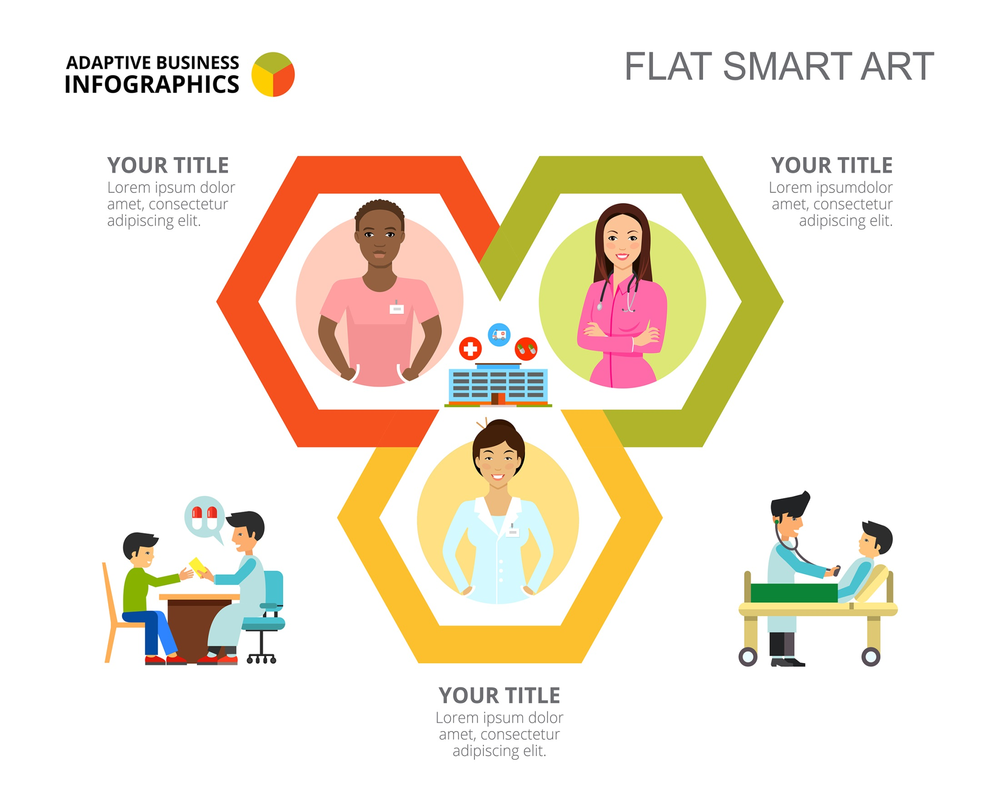 ADAPTIVE BUSINESS
INFOGRAPHICS
FLAT SMART ART
YOUR TITLE
Lorem ipsum dolor
amet, consectetur
adipiscing elit.
YOUR TITLE
Lorem ipsumdolor
amet, consectetur
adipiscing elit.
YOUR TITLE
Lorem ipsum dolor
amet, consectetur
adipiscing elit.